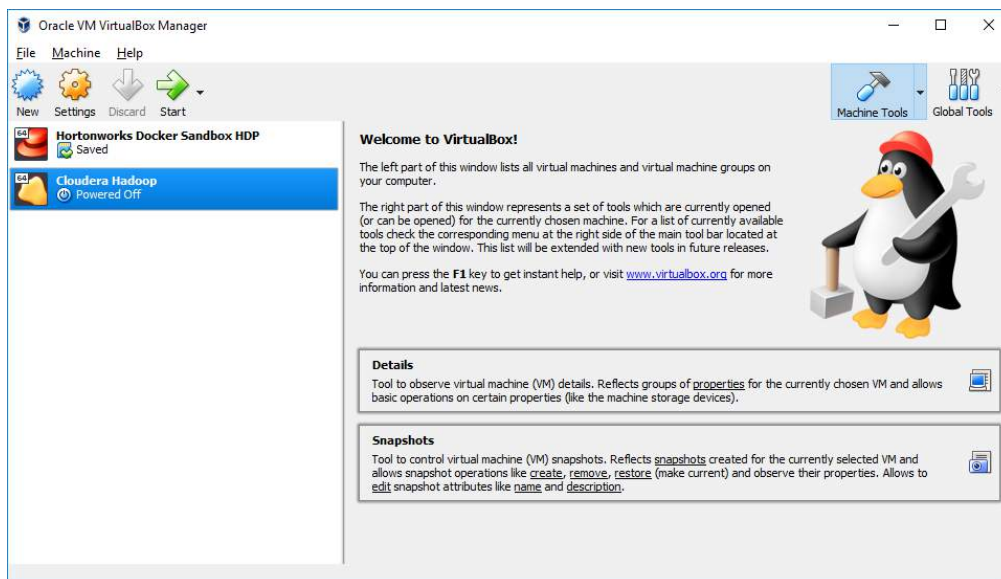 Oracle VM VirtualBox Manager
File Machine Help
New Settings Discard Start
Machine Tools Global Tools
64
Hortonworks Docker Sandbox HDP
Saved
64
Cloudera Hadoop
Powered Off
Welcome to VirtualBox!
The left part of this window lists all virtual machines and virtual machine groups on
your computer.
The right part of this window represents a set of tools which are currently opened
(or can be opened) for the currently chosen machine. For a list of currently available
tools check the corresponding menu at the right side of the main tool bar located at
the top of the window. This list will be extended with new tools in future releases.
You can press the F1 key to get instant help, or visit www.virtualbox.org for more
information and latest news.
Details
Tool to observe virtual machine (VM) details. Reflects groups of properties for the currently chosen VM and allows
basic operations on certain properties (like the machine storage devices).
Snapshots
Tool to control virtual machine (VM) snapshots. Reflects snapshots created for the currently selected VM and
allows snapshot operations like create, remove, restore (make current) and observe their properties. Allows to
edit snapshot attributes like name and description.